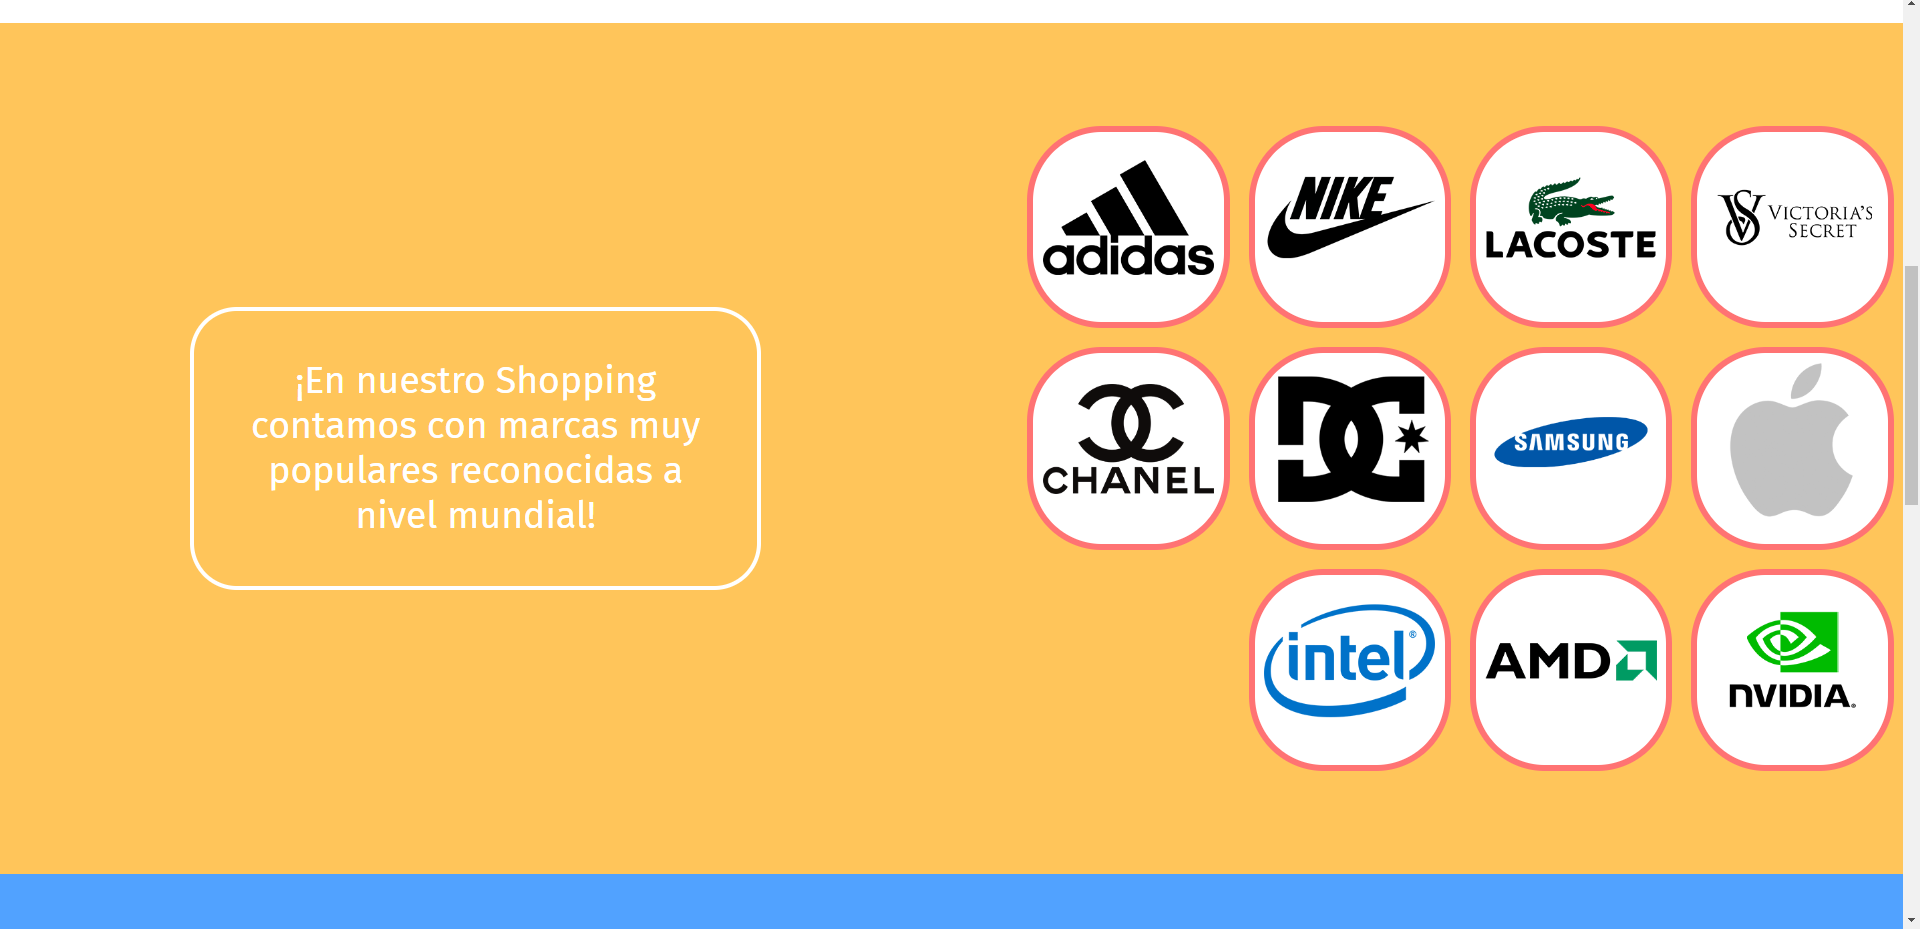 ¡En nuestro Shopping
contamos con marcas muy
populares reconocidas a
nivel mundial!
adidas
NIKE
LACOSTE
VS VICTORIA'S
SECRET
CHANEL
DC
SAMSUNG
intel®
AMD
NVIDIA®